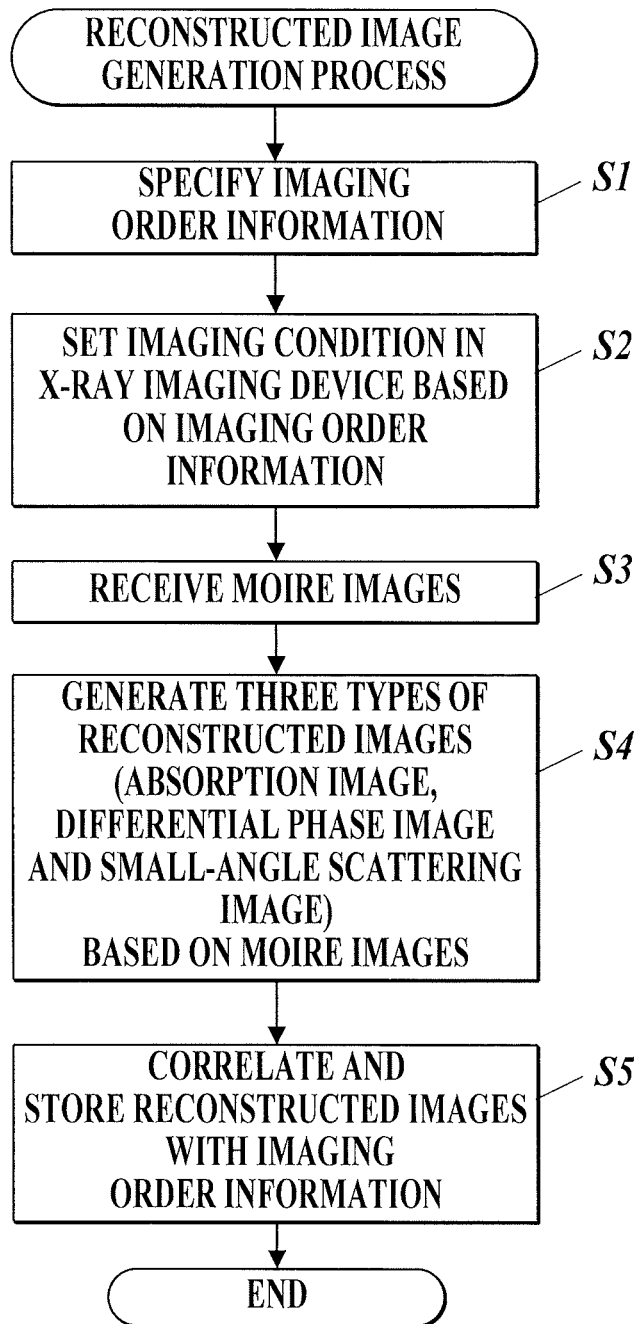 RECONSTRUCTED IMAGE
GENERATION PROCESS
SPECIFY IMAGING
ORDER INFORMATION
S1
SET IMAGING CONDITION IN
X-RAY IMAGING DEVICE BASED
ON IMAGING ORDER
INFORMATION
S2
RECEIVE MOIRE IMAGES
S3
GENERATE THREE TYPES OF
RECONSTRUCTED IMAGES
(ABSORPTION IMAGE,
DIFFERENTIAL PHASE IMAGE
AND SMALL-ANGLE SCATTERING
IMAGE)
BASED ON MOIRE IMAGES
S4
CORRELATE AND
STORE RECONSTRUCTED IMAGES
WITH IMAGING
ORDER INFORMATION
S5
END